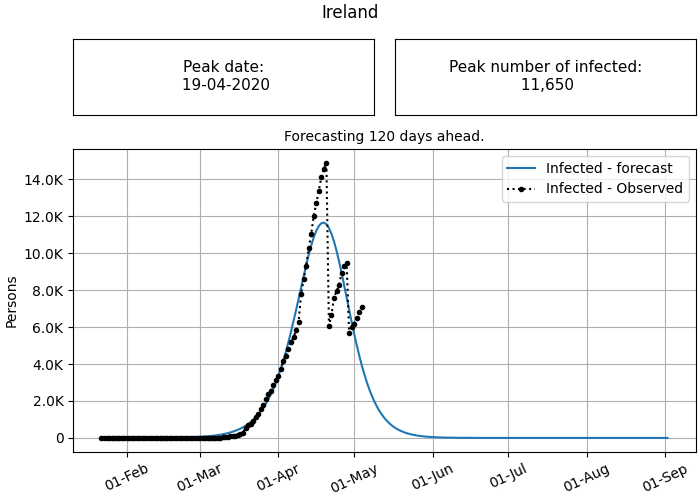 Ireland
Peak date:
19-04-2020
Peak number of infected:
11,650
Forecasting 120 days ahead.
Infected - forecast
Infected - Observed
Persons
14.0K
12.0K
10.0K
8.0K
6.0K
4.0K
2.0K
0
01-Feb
01-Mar
01-Apr
01-May
01-Jun
01-Jul
01-Aug
01-Sep